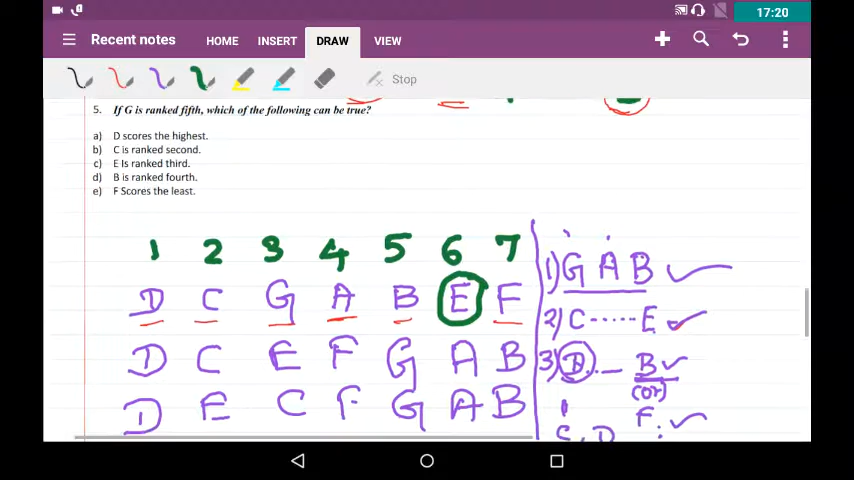 17:20
Recent notes HOME INSERT DRAW VIEW
Stop
5. If G is ranked fifth, which of the following can be true?
a) D scores the highest.
b) C is ranked second.
c) E Is ranked third.
d) B is ranked fourth.
e) F Scores the least.
1 2 3 4 5 6 7
D C G A B E F
D C E F G A B
D E C F G A B
1) G A B
2) C ..... E
3) D .. _ B
(or)
F
C, D